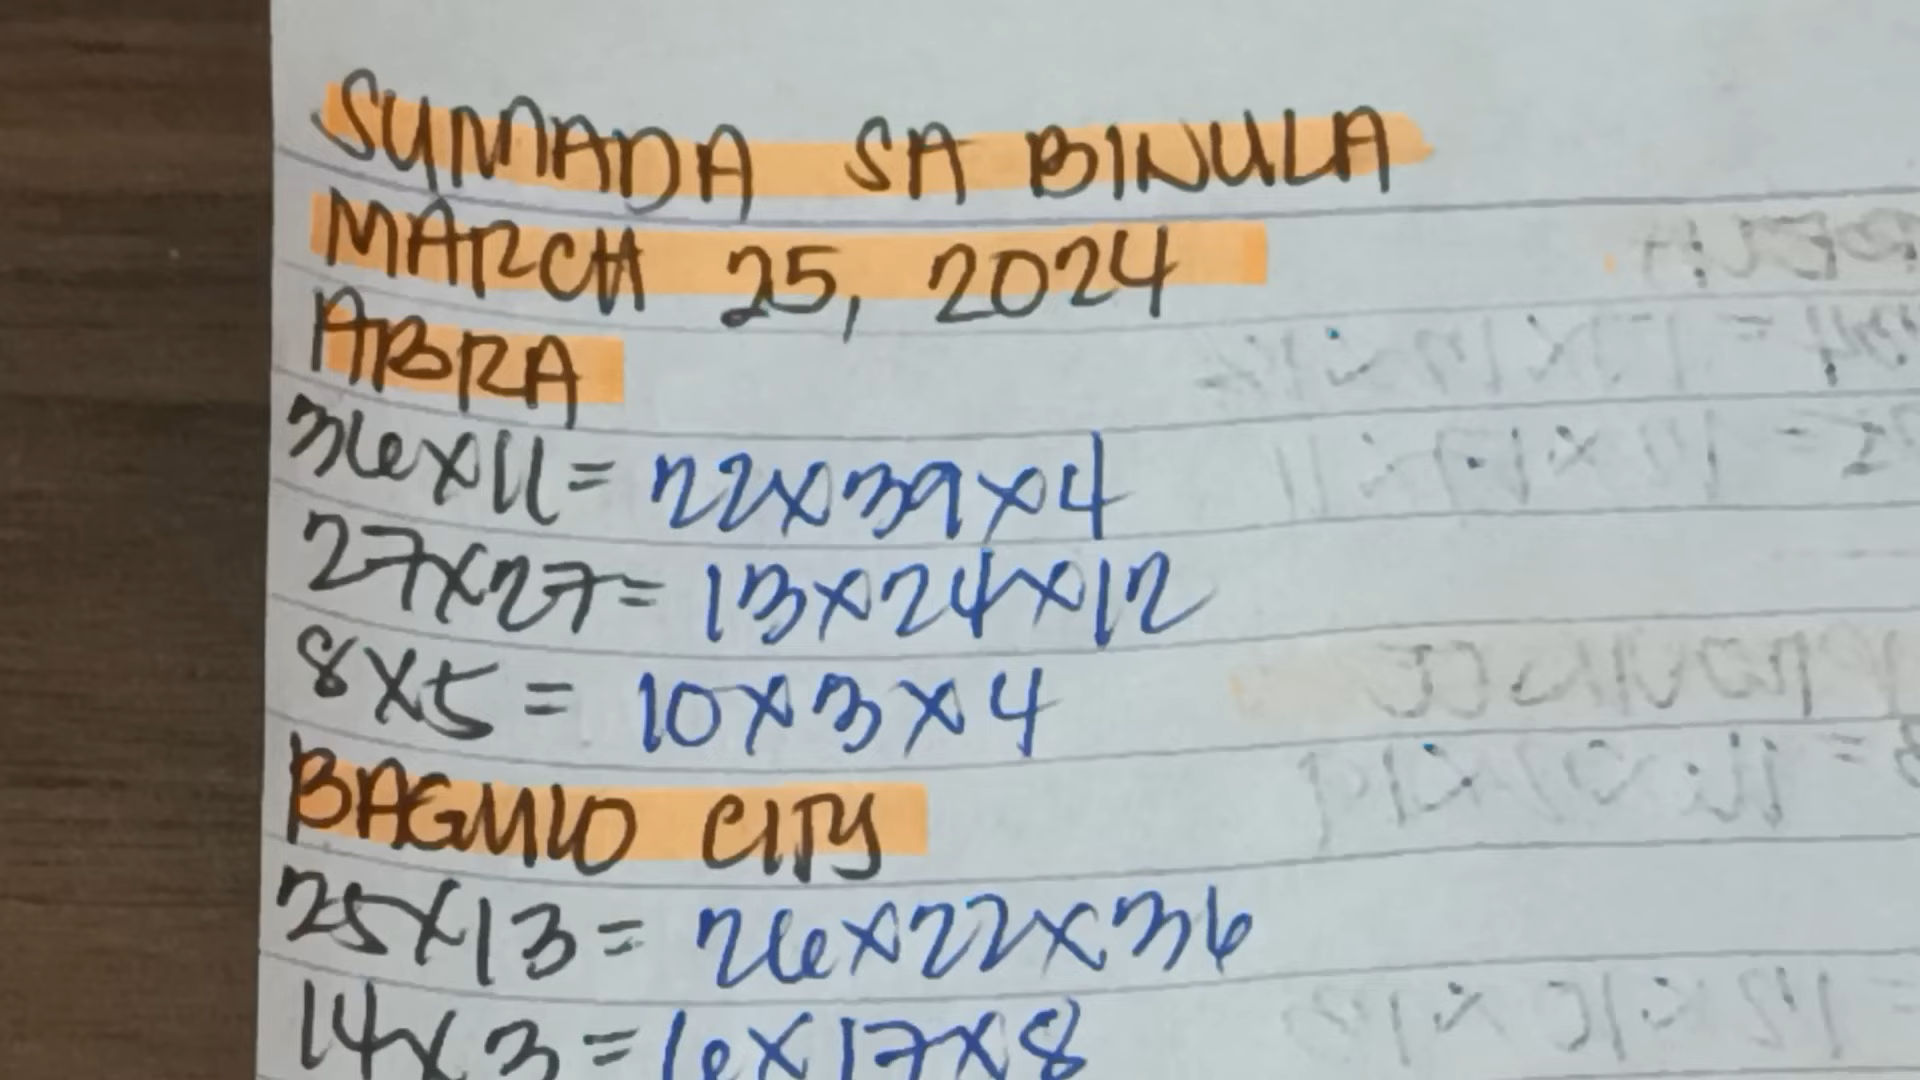 SUMADA SA BINULA
MARCH 25, 2024
ABRA
36x11= 22x39x4
27x27= 13x24x12
8x5= 10x3x4
BAGUIO CITY
25x13= 26x22x36
14x3=6x17x8